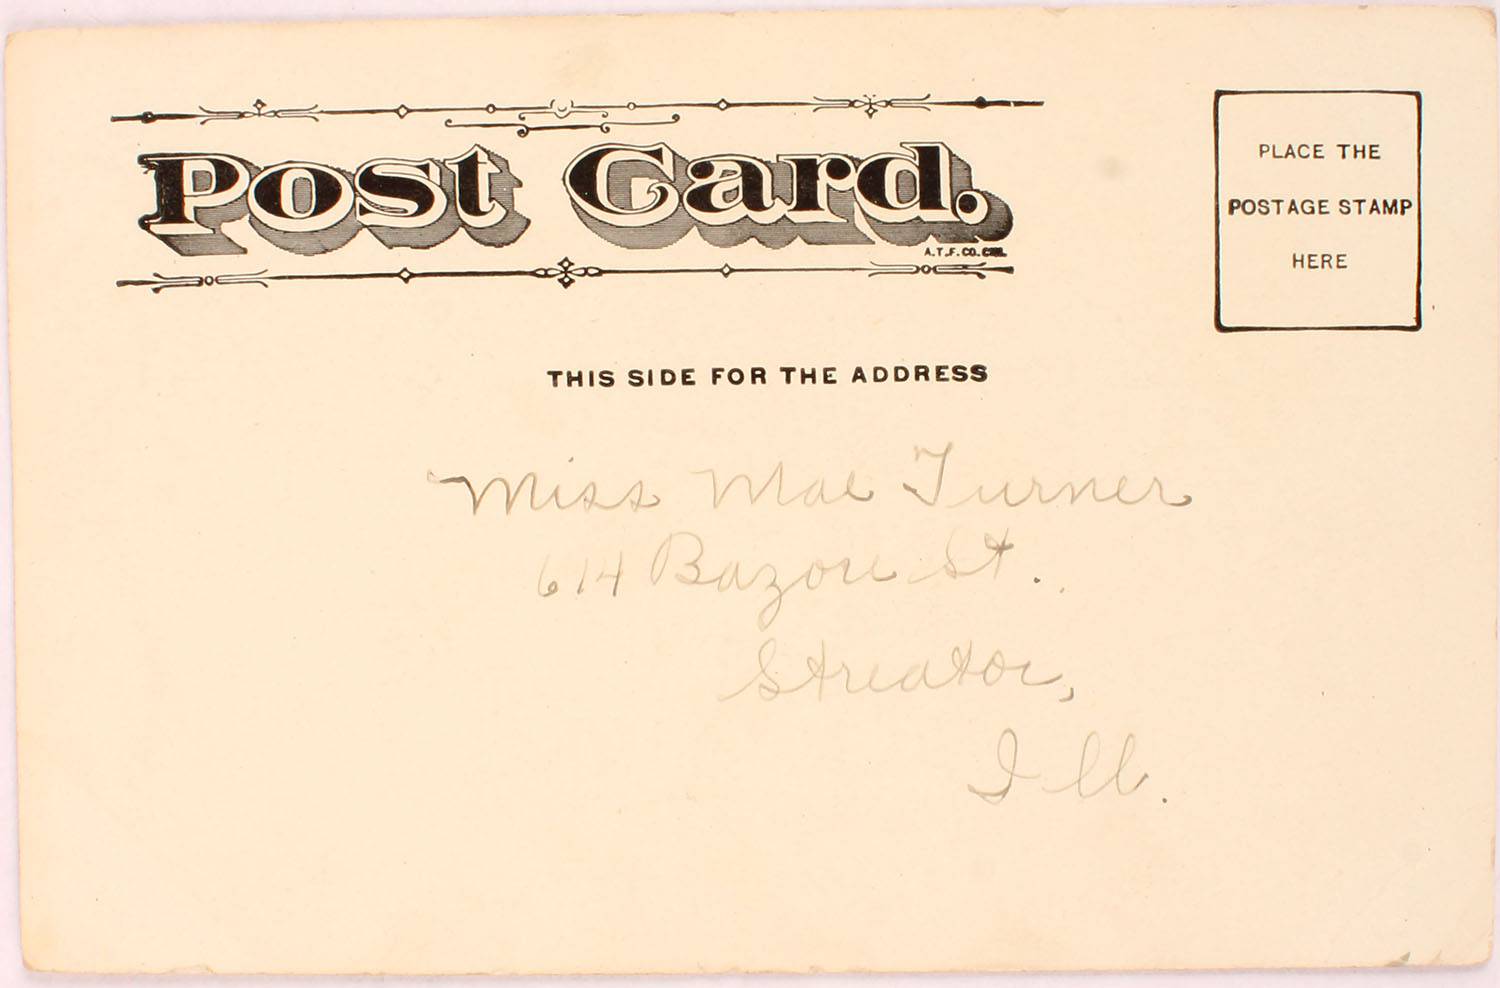 Post Card.
A.T.F.CO.CHI.
PLACE THE
POSTAGE STAMP
HERE
THIS SIDE FOR THE ADDRESS
Miss Mae Turner
614 Bazore St.
Streator,
Ill.